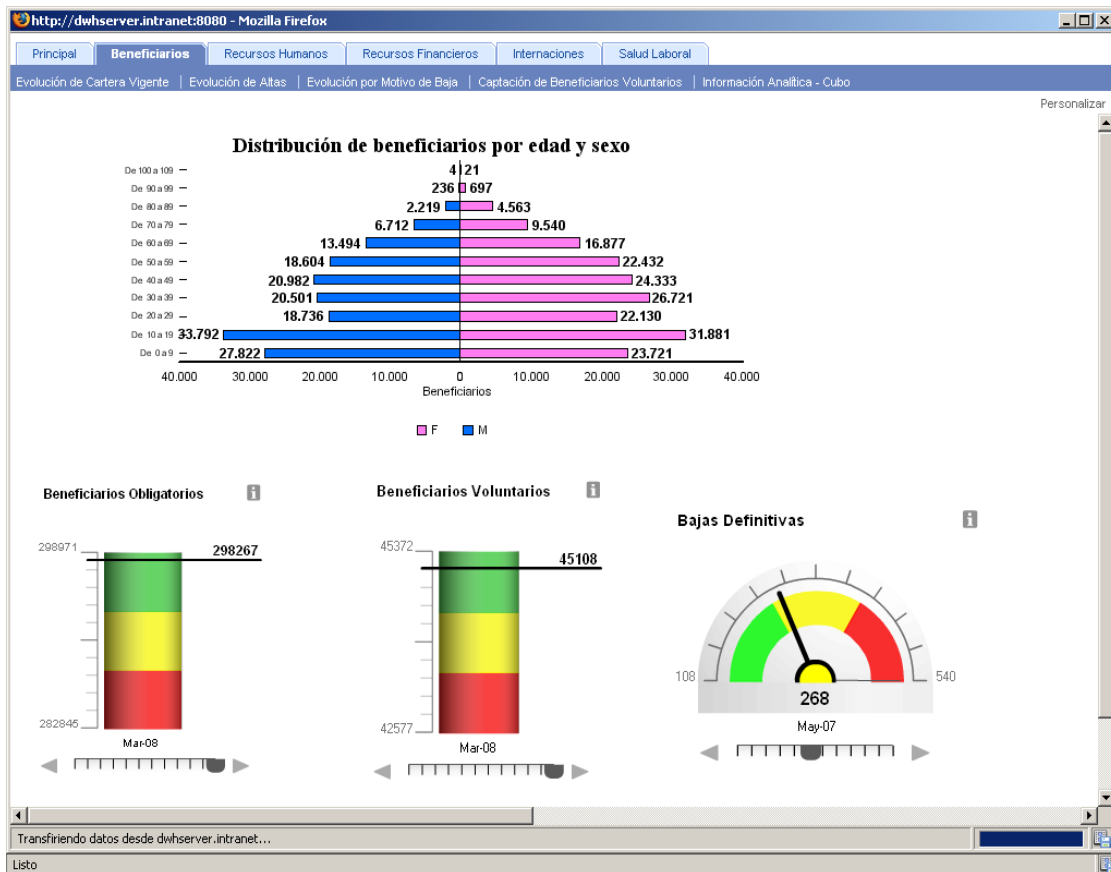 http://dwhserver.intranet:8080 - Mozilla Firefox
Principal Beneficiarios Recursos Humanos Recursos Financieros Internaciones Salud Laboral
Evolución de Cartera Vigente | Evolución de Altas | Evolución por Motivo de Baja | Captación de Beneficiarios Voluntarios | Información Analítica - Cubo
Personalizar
Distribución de beneficiarios por edad y sexo
De 100 a 109 4 21
De 90 a 99 236 697
De 80 a 89 2.219 4.563
De 70 a 79 6.712 9.540
De 60 a 69 13.494 16.877
De 50 a 59 18.604 22.432
De 40 a 49 20.982 24.333
De 30 a 39 20.501 26.721
De 20 a 29 18.736 22.130
De 10 a 19 33.792 31.881
De 0 a 9 27.822 23.721
40.000 30.000 20.000 10.000 0 10.000 20.000 30.000 40.000
Beneficiarios
F M
Beneficiarios Obligatorios
298971
298267
282845
Mar-08
Beneficiarios Voluntarios
45372
45108
42577
Mar-08
Bajas Definitivas
108 540
268
May-07
Transfiriendo datos desde dwhserver.intranet...
Listo